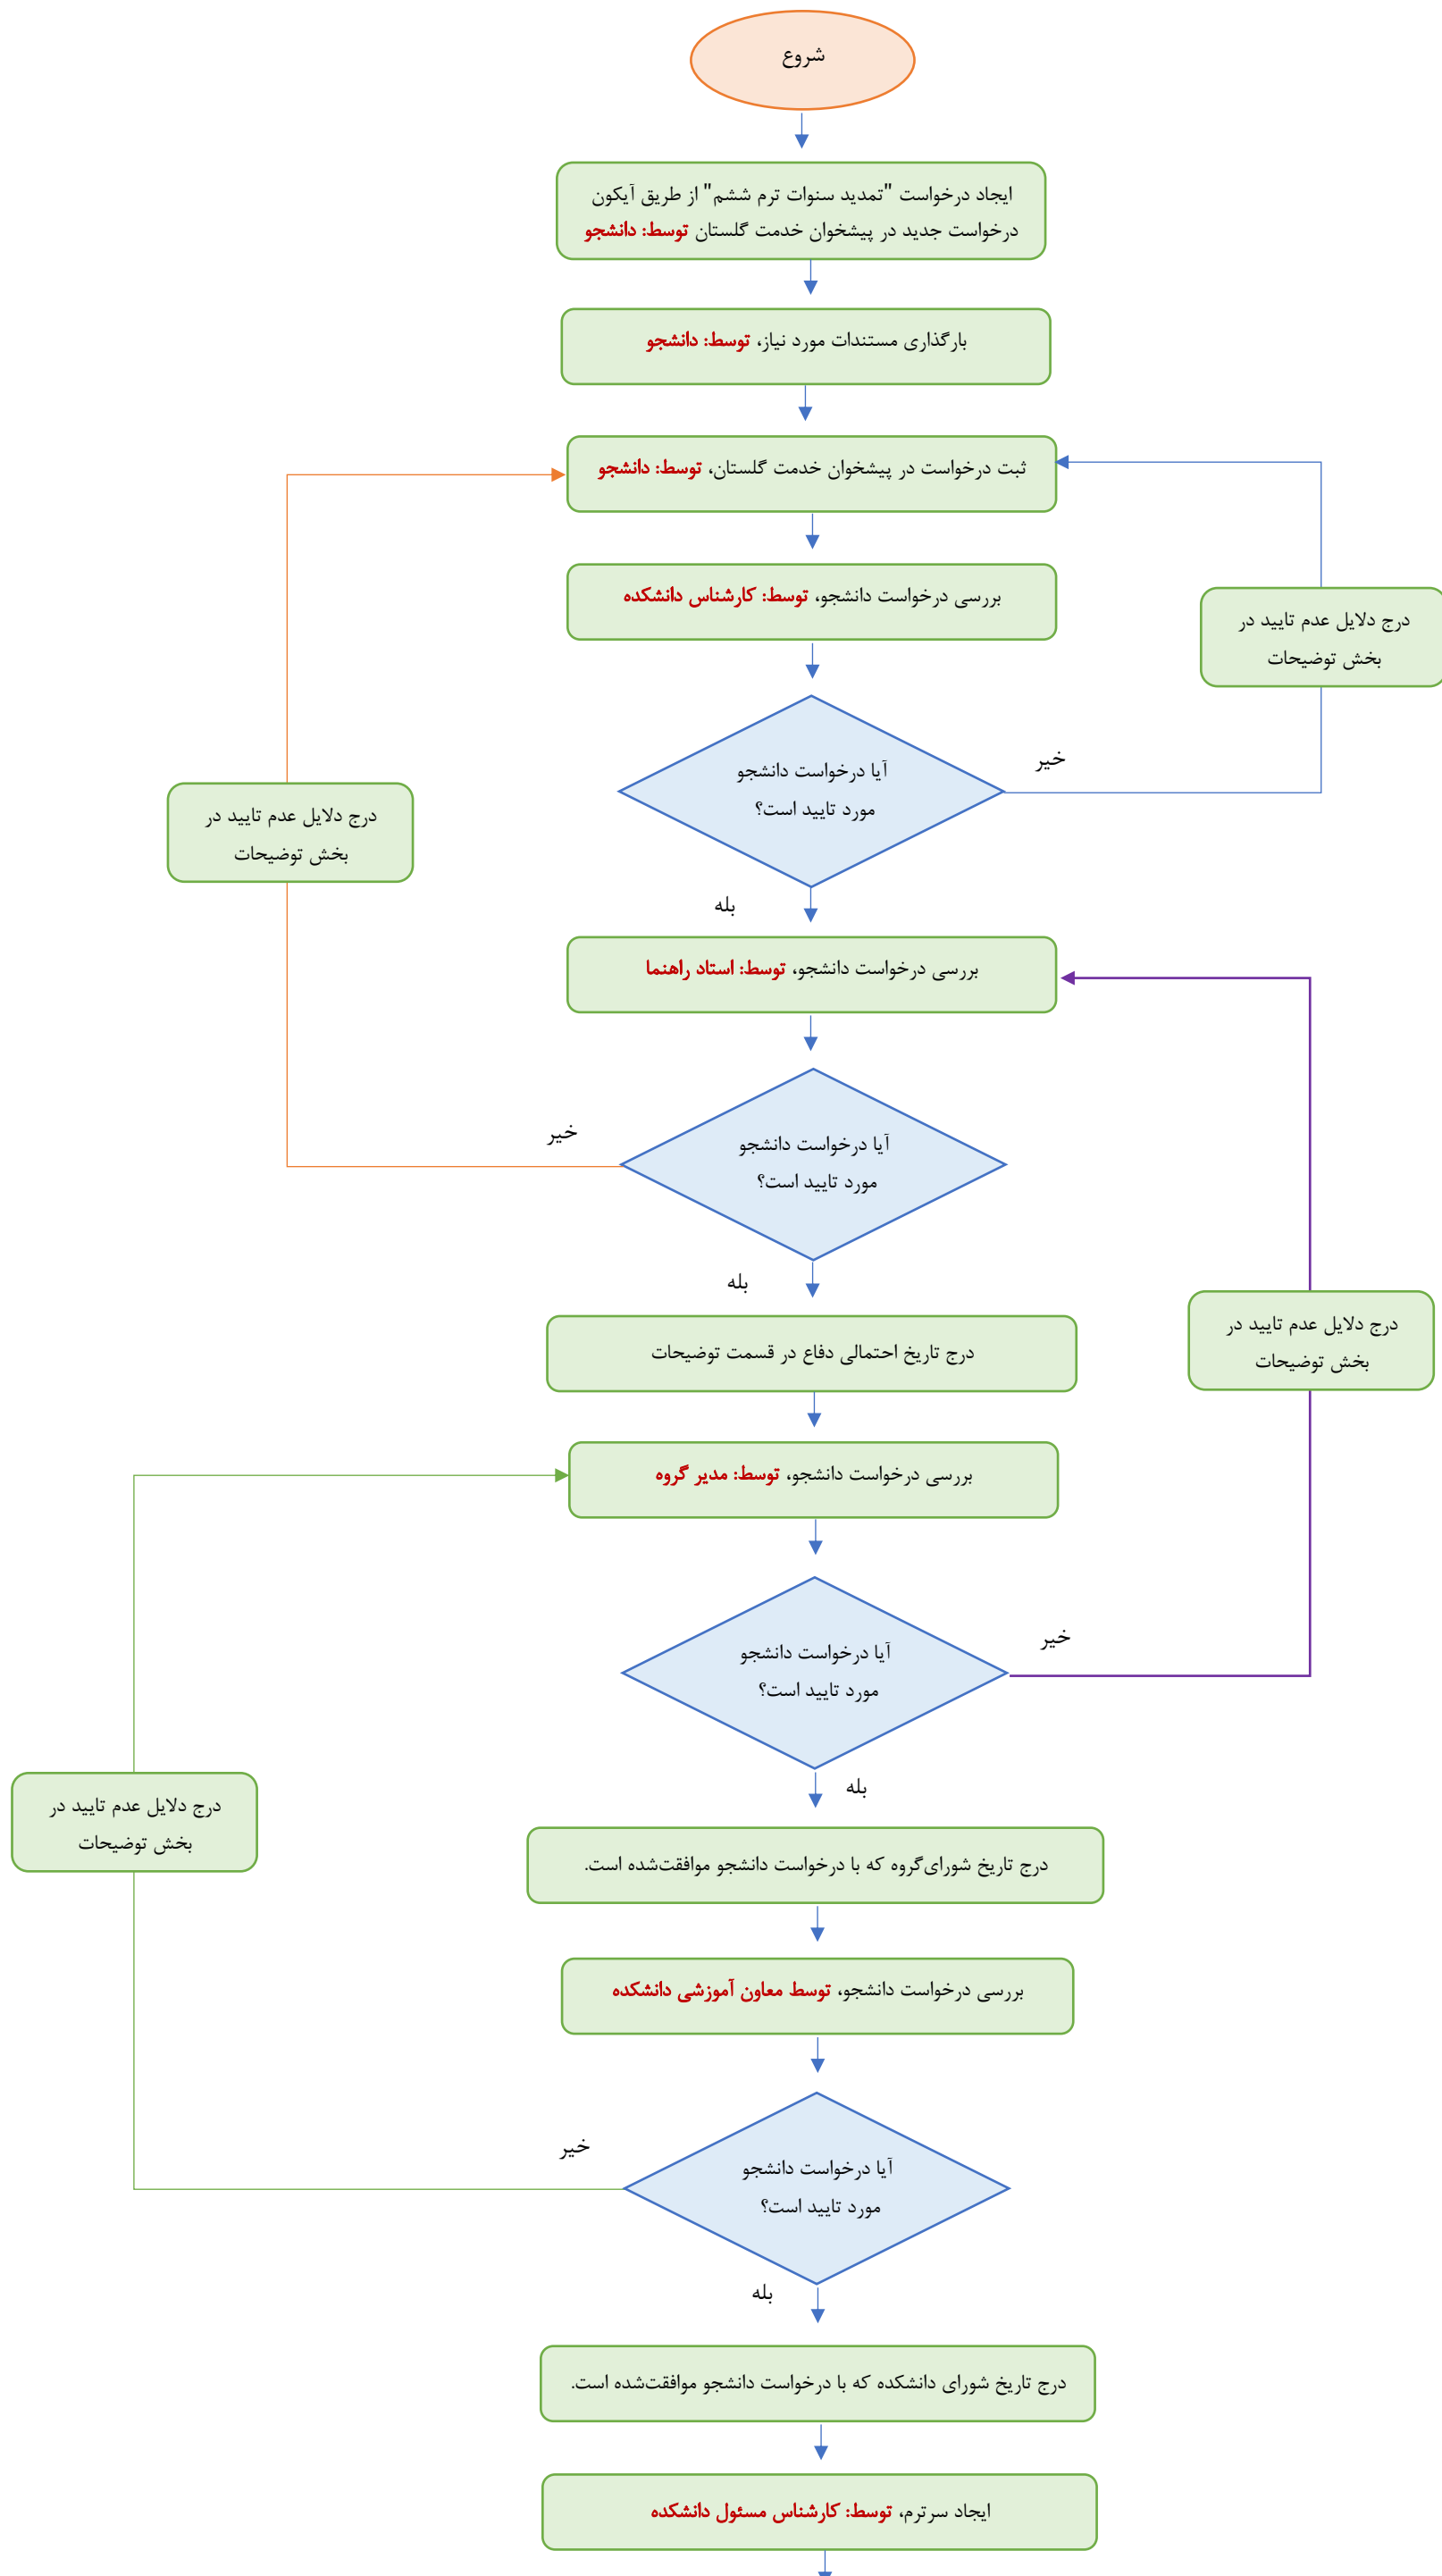 شروع
ایجاد درخواست "تمدید سنوات ترم ششم" از طریق آیکون
درخواست جدید در پیشخوان خدمت گلستان توسط: دانشجو
بارگذاری مستندات مورد نیاز، توسط: دانشجو
ثبت درخواست در پیشخوان خدمت گلستان، توسط: دانشجو
بررسی درخواست دانشجو، توسط: کارشناس دانشکده
درج دلایل عدم تایید در
بخش توضیحات
آیا درخواست دانشجو
مورد تایید است؟
خیر
درج دلایل عدم تایید در
بخش توضیحات
بله
بررسی درخواست دانشجو، توسط: استاد راهنما
آیا درخواست دانشجو
مورد تایید است؟
خیر
بله
درج دلایل عدم تایید در
بخش توضیحات
درج تاریخ احتمالی دفاع در قسمت توضیحات
بررسی درخواست دانشجو، توسط: مدیر گروه
آیا درخواست دانشجو
مورد تایید است؟
خیر
بله
درج دلایل عدم تایید در
بخش توضیحات
درج تاریخ شورای‌گروه که با درخواست دانشجو موافقت‌شده است.
بررسی درخواست دانشجو، توسط معاون آموزشی دانشکده
آیا درخواست دانشجو
مورد تایید است؟
خیر
بله
درج تاریخ شورای دانشکده که با درخواست دانشجو موافقت‌شده است.
ایجاد سرترم، توسط: کارشناس مسئول دانشکده